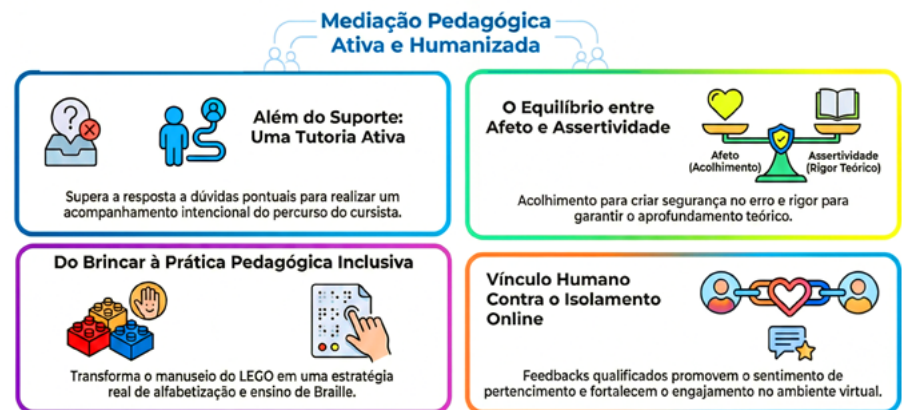 Mediação Pedagógica
Ativa e Humanizada
?
Além do Suporte:
Uma Tutoria Ativa
Supera a resposta a dúvidas pontuais para realizar um
acompanhamento intencional do percurso do cursista.
O Equilíbrio entre
Afeto e Assertividade
Afeto
(Acolhimento)
Assertividade
(Rigor Teórico)
Acolhimento para criar segurança no erro e rigor para
garantir o aprofundamento teórico.
Do Brincar à Prática Pedagógica Inclusiva
Transforma o manuseio do LEGO em uma estratégia
real de alfabetização e ensino de Braille.
Vínculo Humano
Contra o Isolamento
Online
Feedbacks qualificados promovem o sentimento de
pertencimento e fortalecem o engajamento no ambiente virtual.